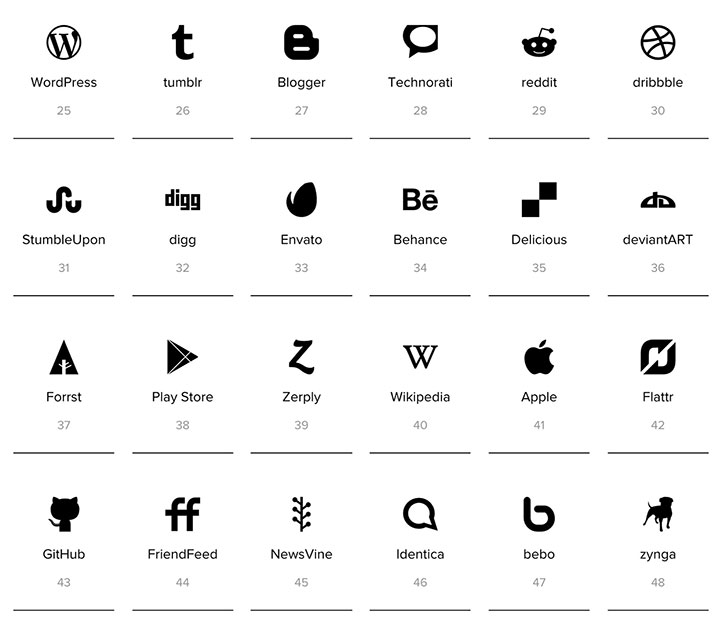 WordPress tumblr Blogger Technorati reddit dribbble
25 26 27 28 29 30
digg Bē
StumbleUpon digg Envato Behance Delicious deviantART
31 32 33 34 35 36
Forrst Play Store Zerply Wikipedia Apple Flattr
37 38 39 40 41 42
GitHub FriendFeed NewsVine Identica bebo zynga
43 44 45 46 47 48